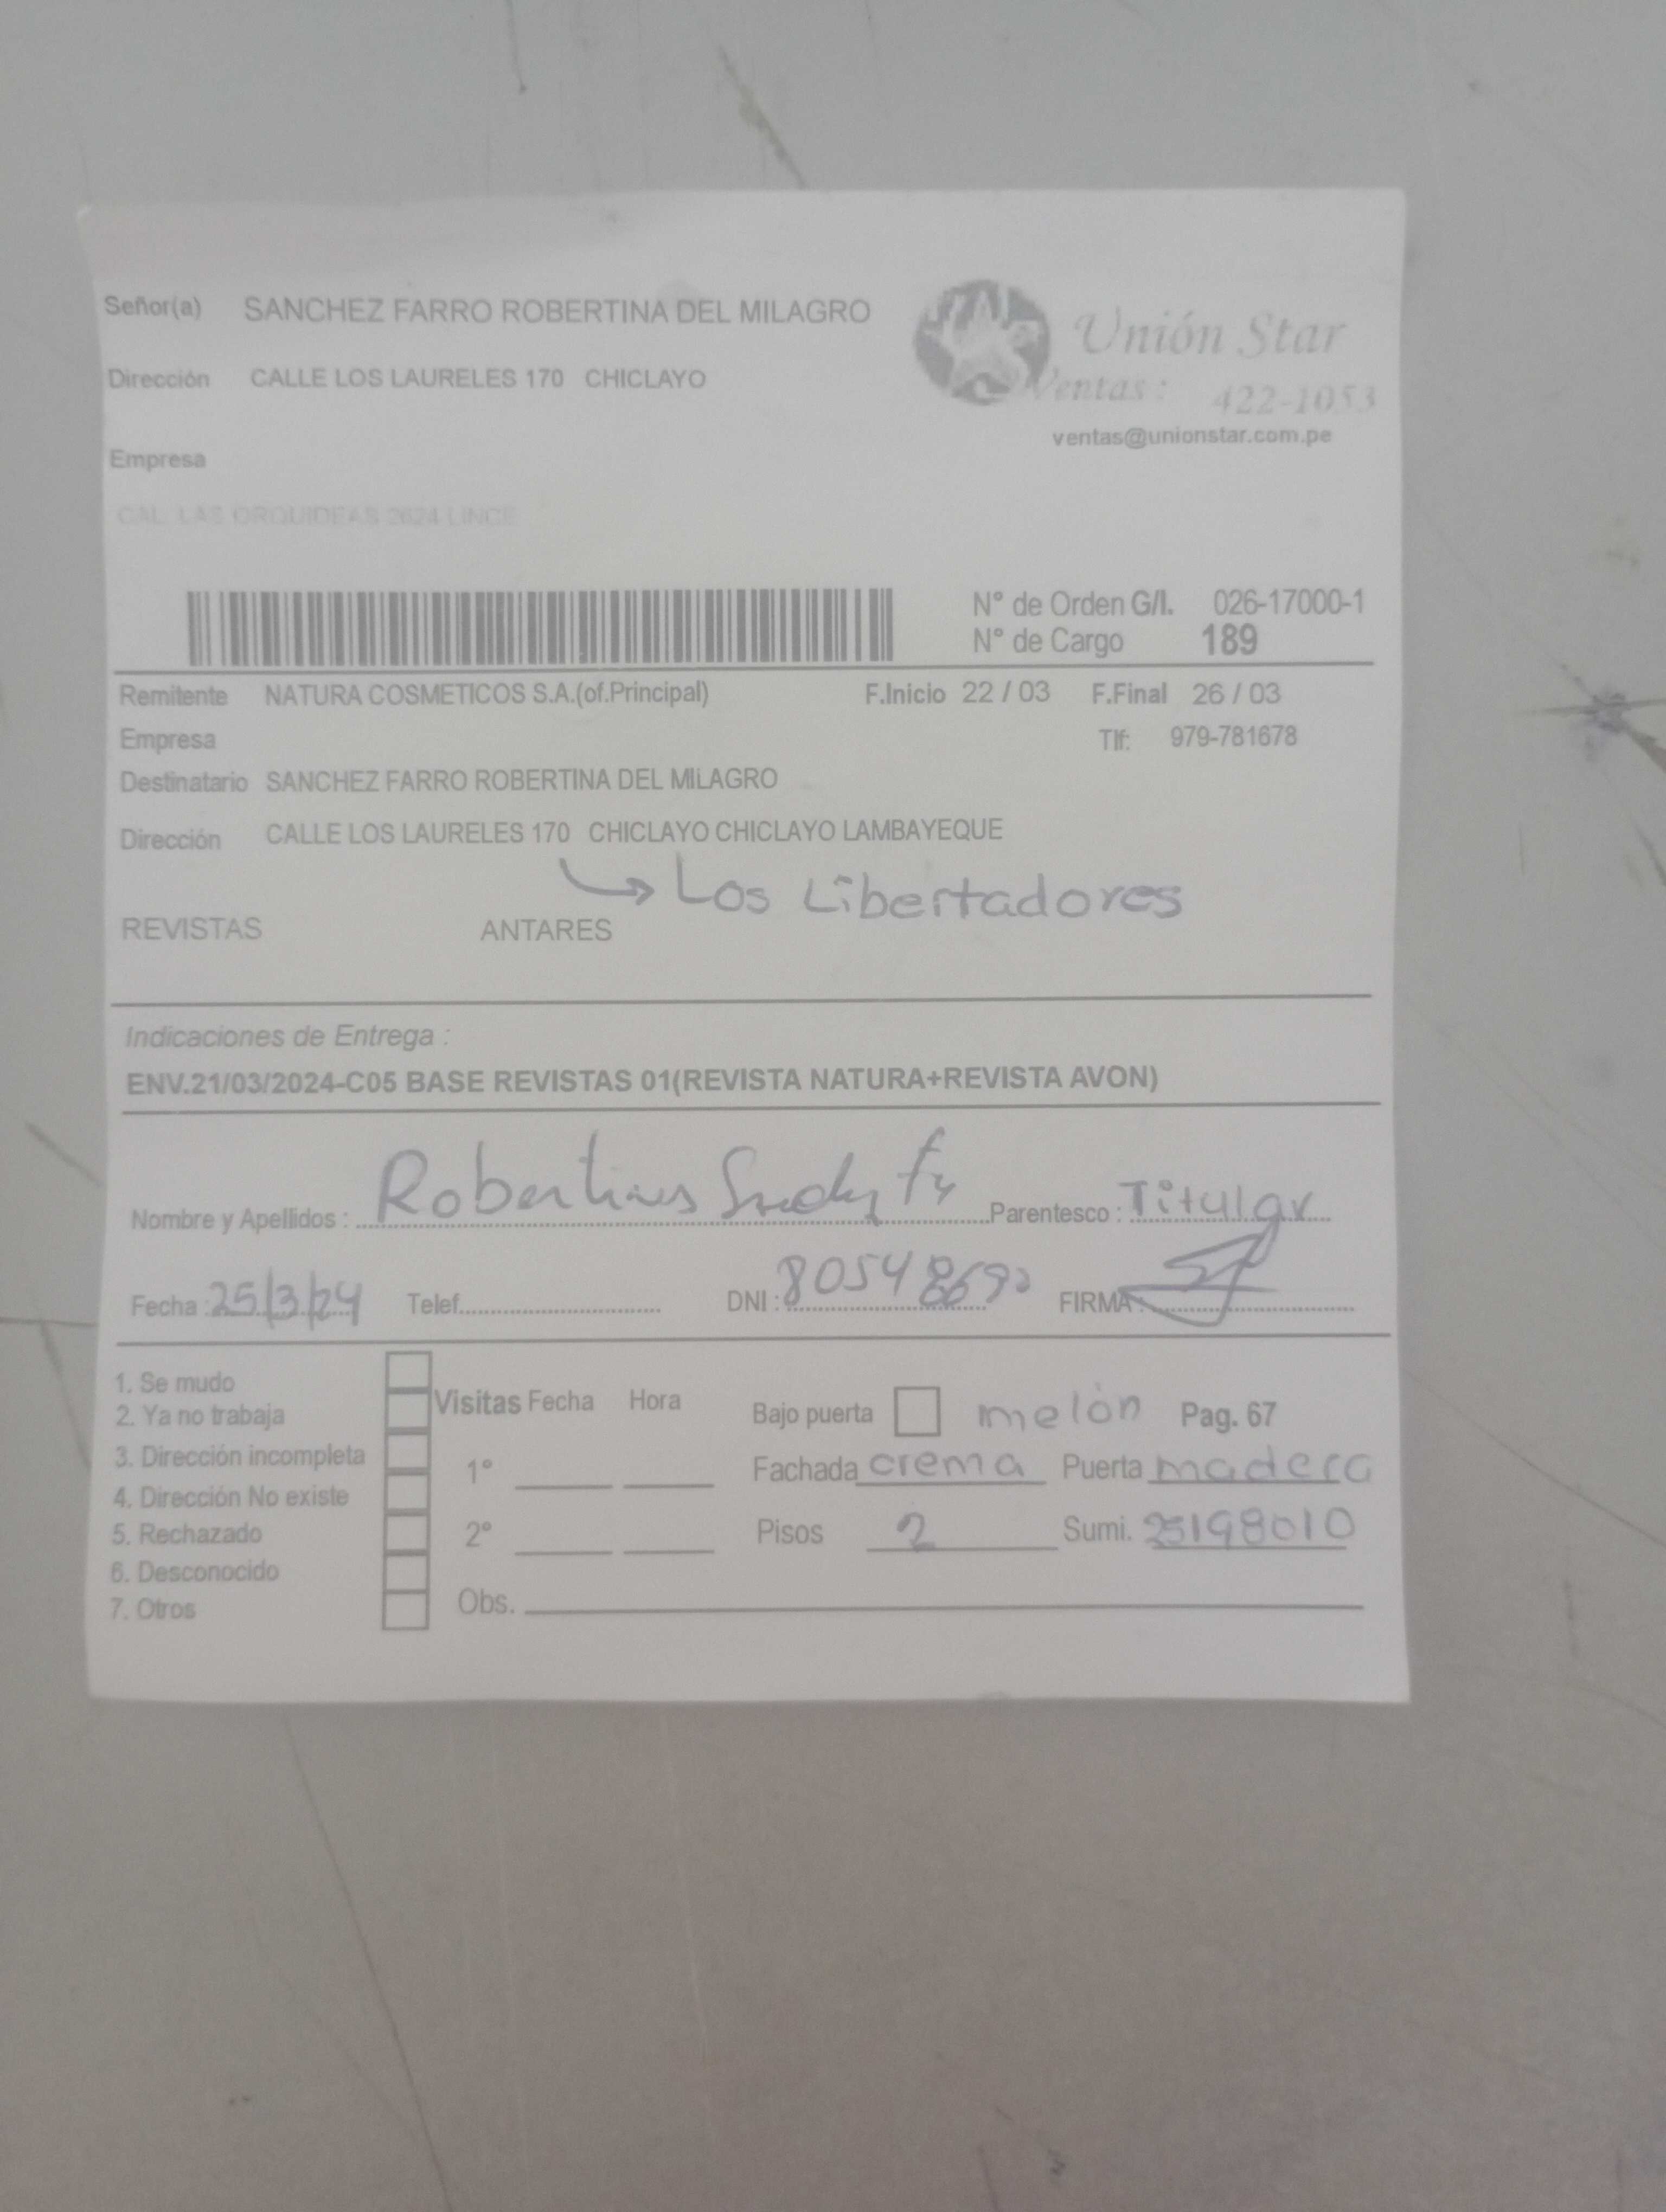 Señor(a) SANCHEZ FARRO ROBERTINA DEL MILAGRO
Dirección CALLE LOS LAURELES 170 CHICLAYO
Unión Star
Ventas : 422-1053
ventas@unionstar.com.pe
Empresa
CAL. LAS ORQUIDEAS 2624 LINCE
N° de Orden G/I. 026-17000-1
N° de Cargo 189
Remitente NATURA COSMETICOS S.A.(of.Principal) F.Inicio 22 / 03 F.Final 26 / 03
Empresa Tlf: 979-781678
Destinatario SANCHEZ FARRO ROBERTINA DEL MILAGRO
Dirección CALLE LOS LAURELES 170 CHICLAYO CHICLAYO LAMBAYEQUE
Los Libertadores
REVISTAS ANTARES
Indicaciones de Entrega :
ENV.21/03/2024-C05 BASE REVISTAS 01(REVISTA NATURA+REVISTA AVON)
Nombre y Apellidos : Parentesco : Titular
Fecha : 25/3/24 Telef. DNI : FIRMA :
1. Se mudo
2. Ya no trabaja
3. Dirección incompleta
4. Dirección No existe
5. Rechazado
6. Desconocido
7. Otros
Visitas Fecha Hora
1°
2°
Obs.
Bajo puerta melón Pag. 67
Fachada crema Puerta madera
Pisos 2 Sumi. 25198010